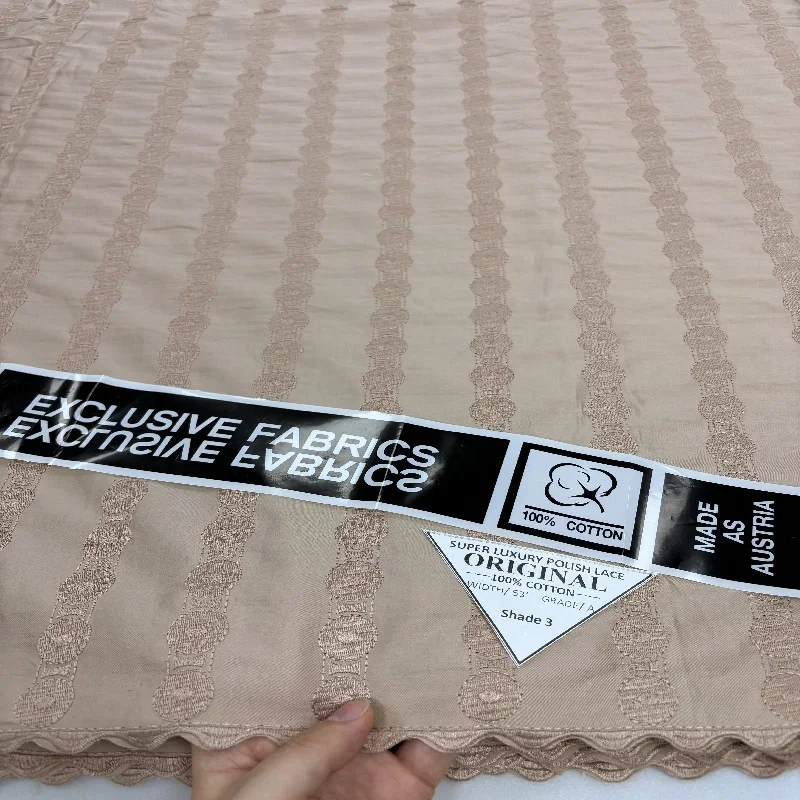 EXCLUSIVE FABRICS
EXCLUSIVE FABRICS
100% COTTON
MADE
AS
AUSTRIA
SUPER LUXURY POLISH LACE
ORIGINAL
----100% COTTON----
WIDTH/ 53' GRADE/ A
Shade 3